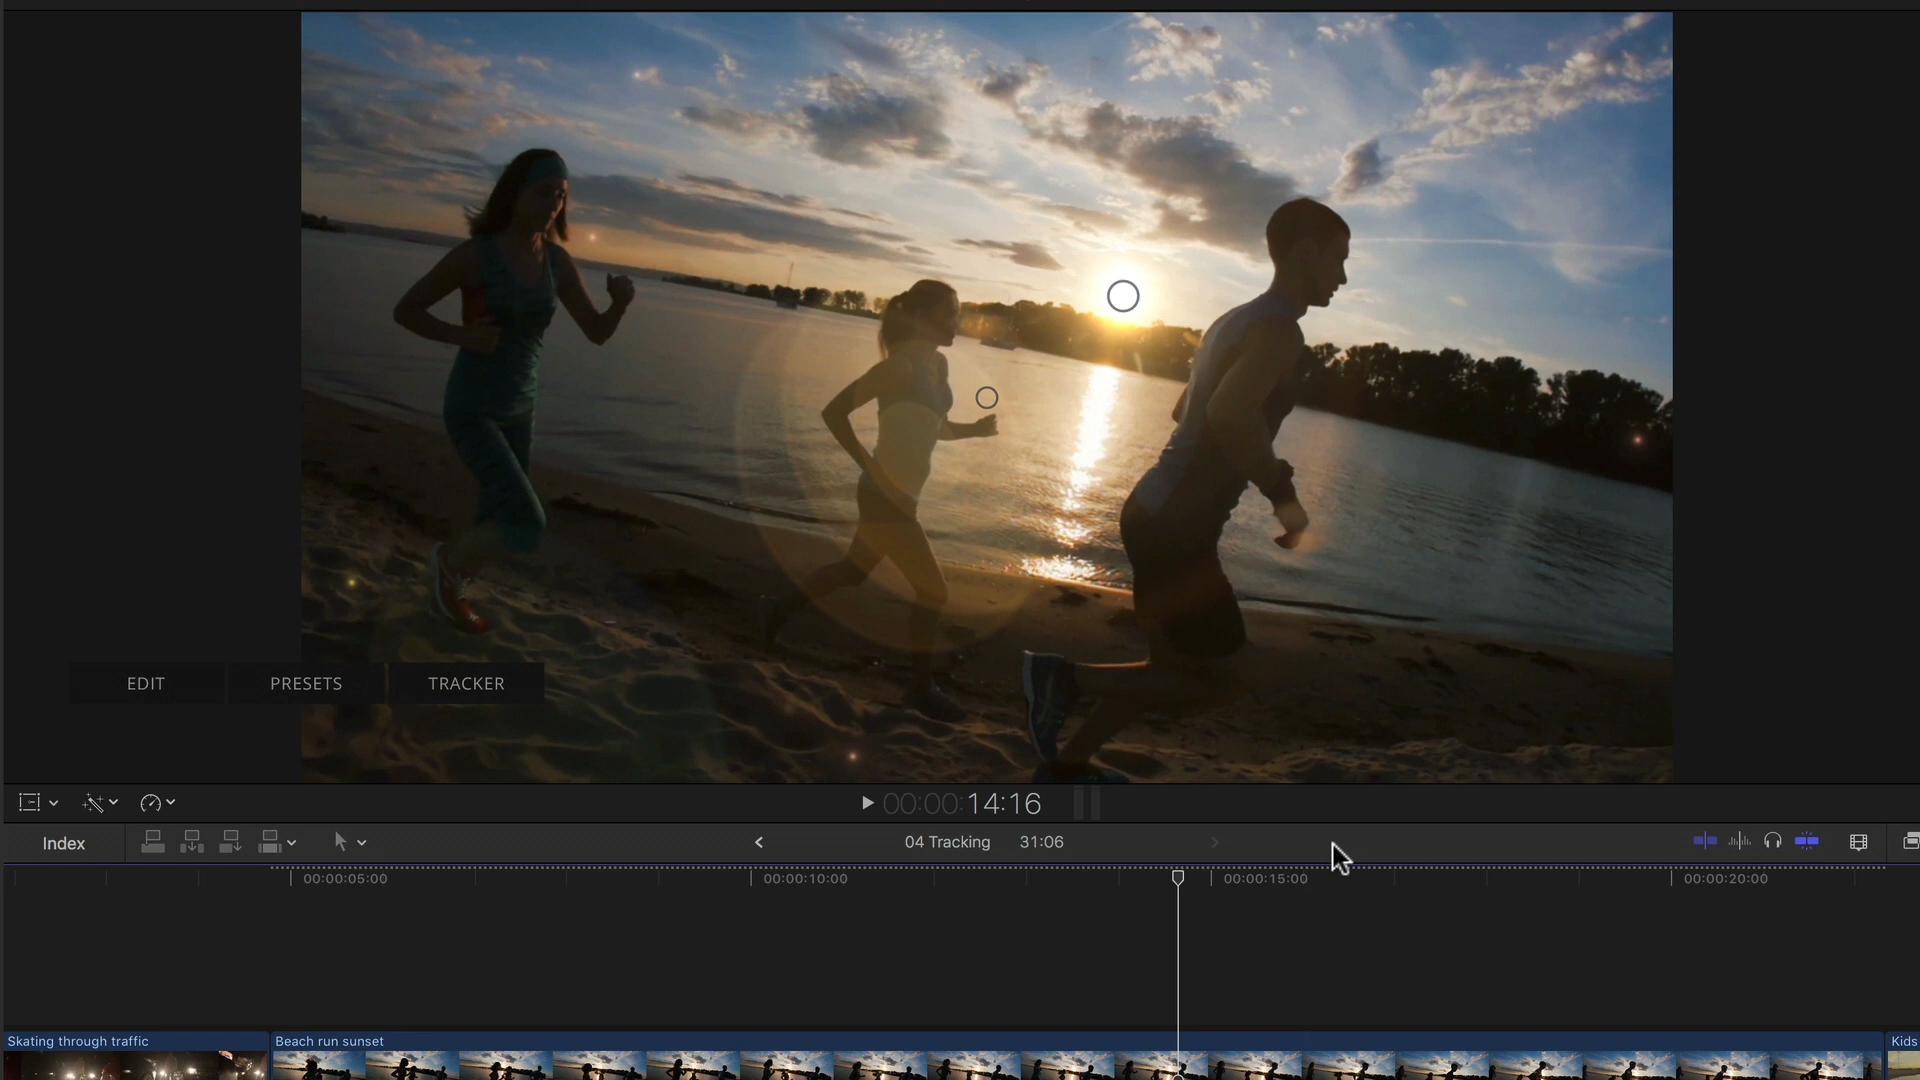 EDIT
PRESETS
TRACKER
00:00:14:16
Index
04 Tracking
31:06
00:00:05:00
00:00:10:00
00:00:15:00
00:00:20:00
Skating through traffic
Beach run sunset
Kids